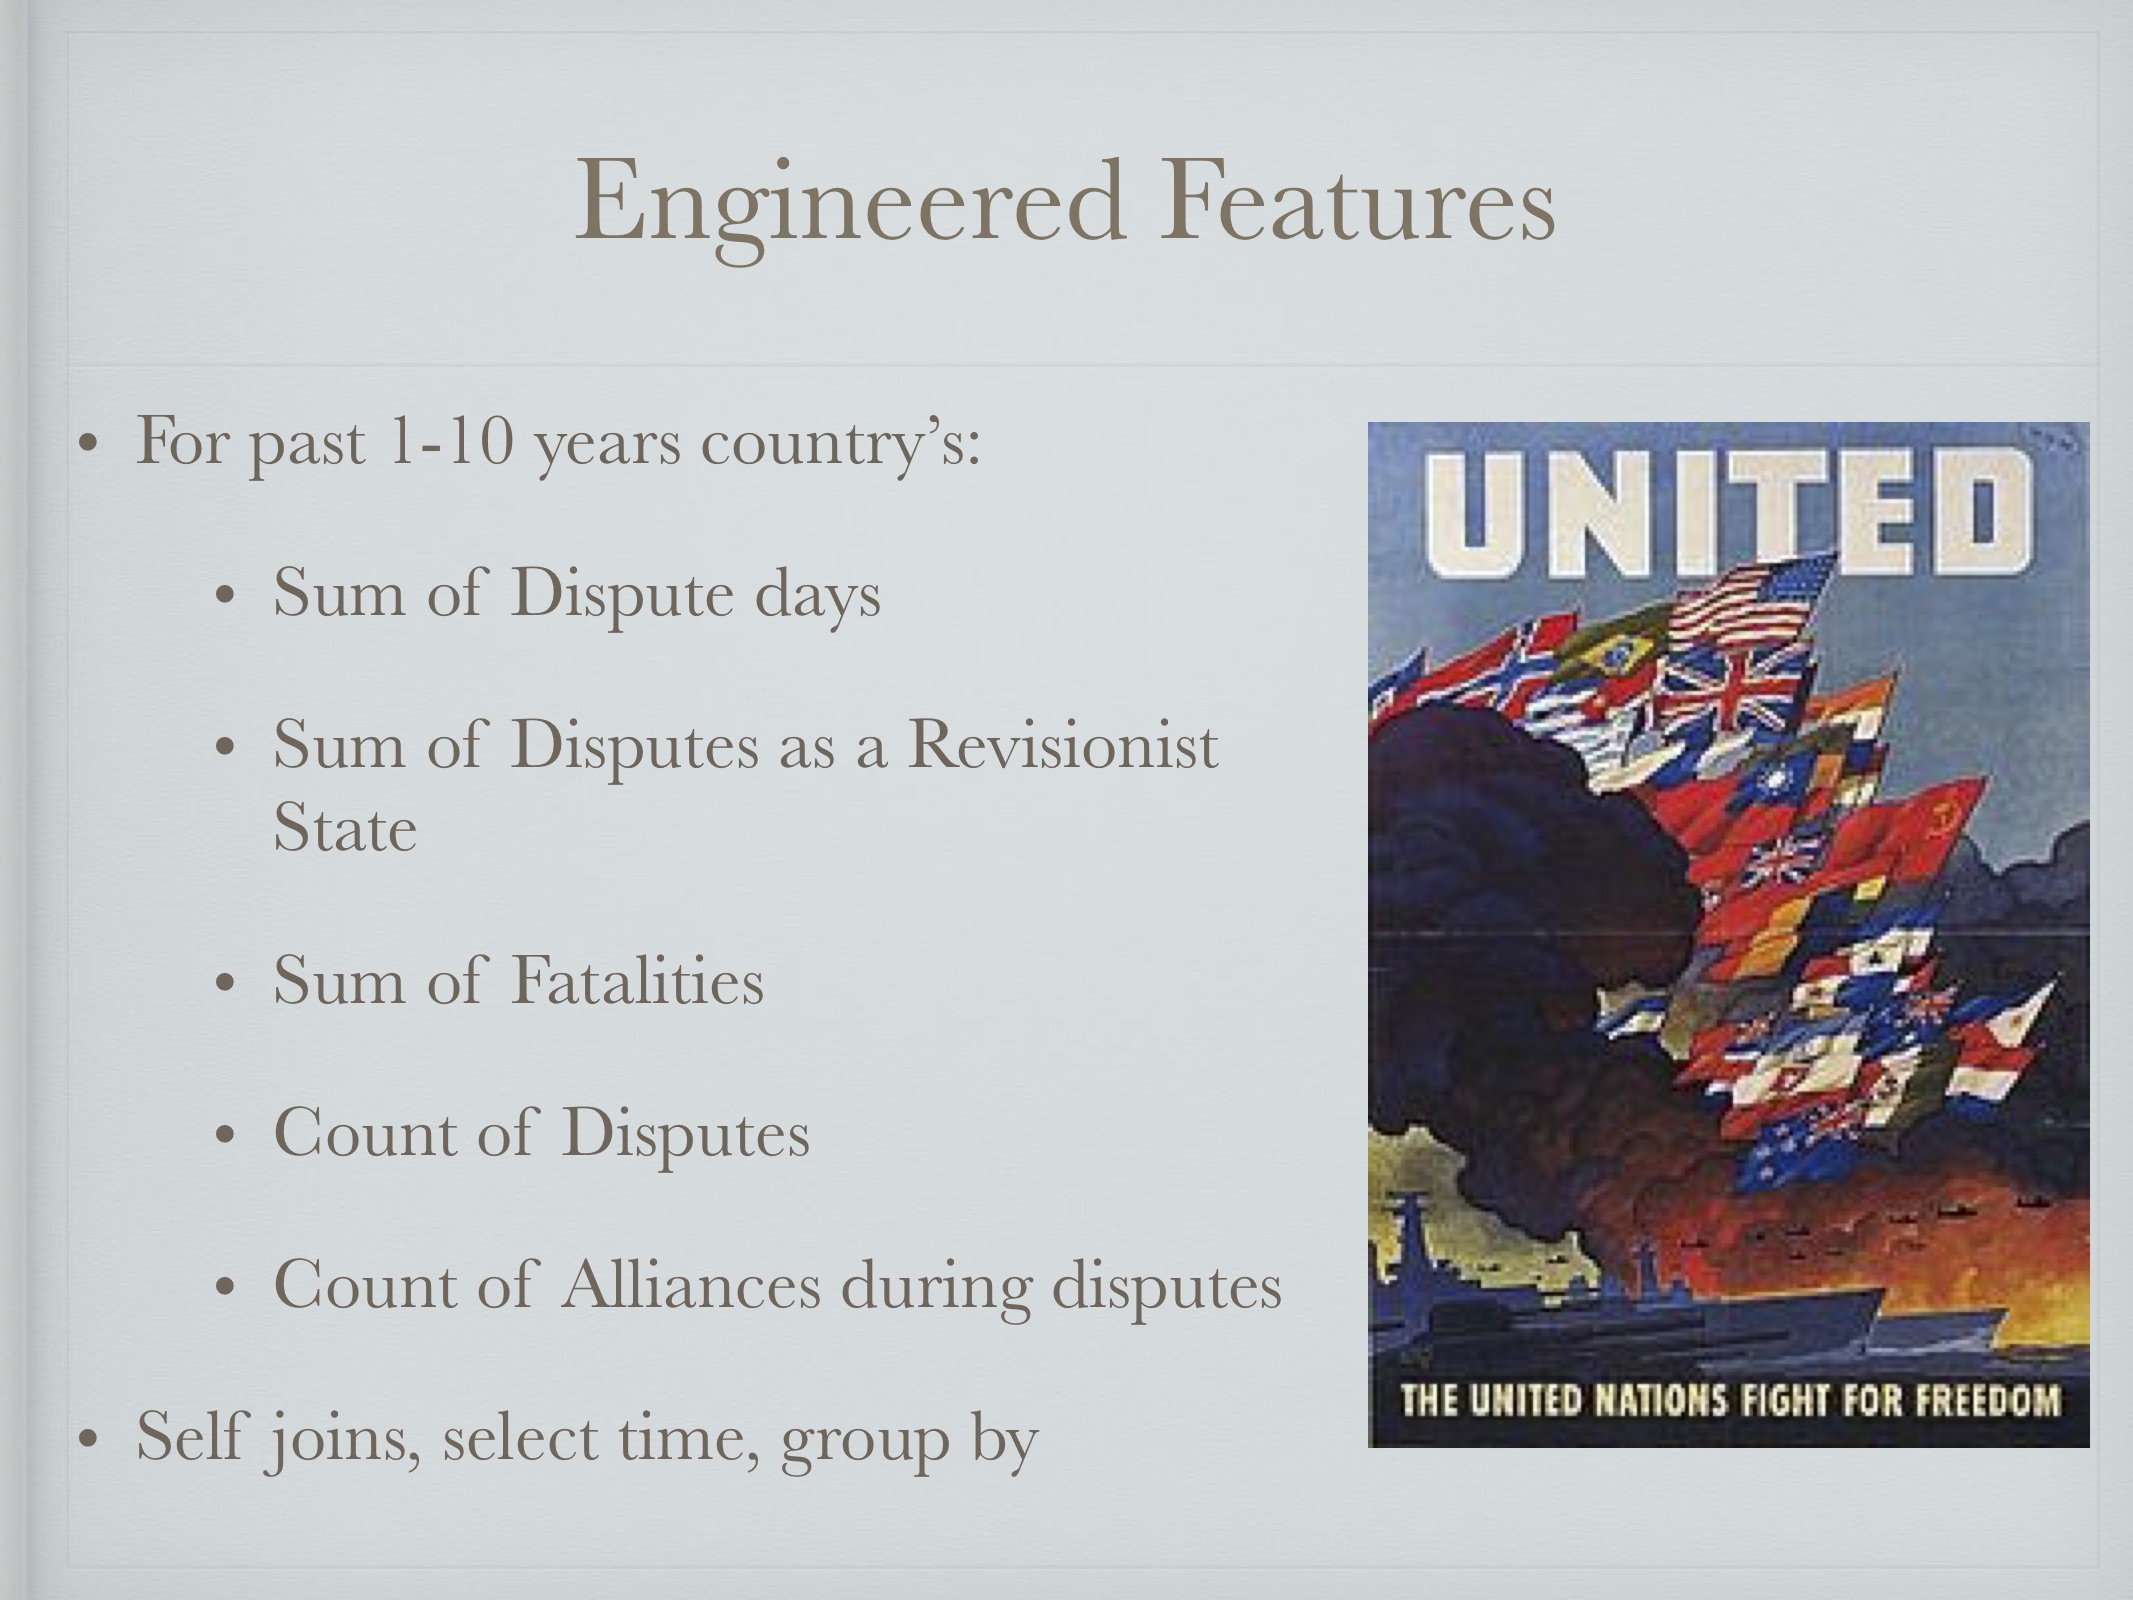 Engineered Features
• For past 1-10 years country’s:
• Sum of Dispute days
• Sum of Disputes as a Revisionist
State
• Sum of Fatalities
• Count of Disputes
• Count of Alliances during disputes
• Self joins, select time, group by
UNITED
THE UNITED NATIONS FIGHT FOR FREEDOM